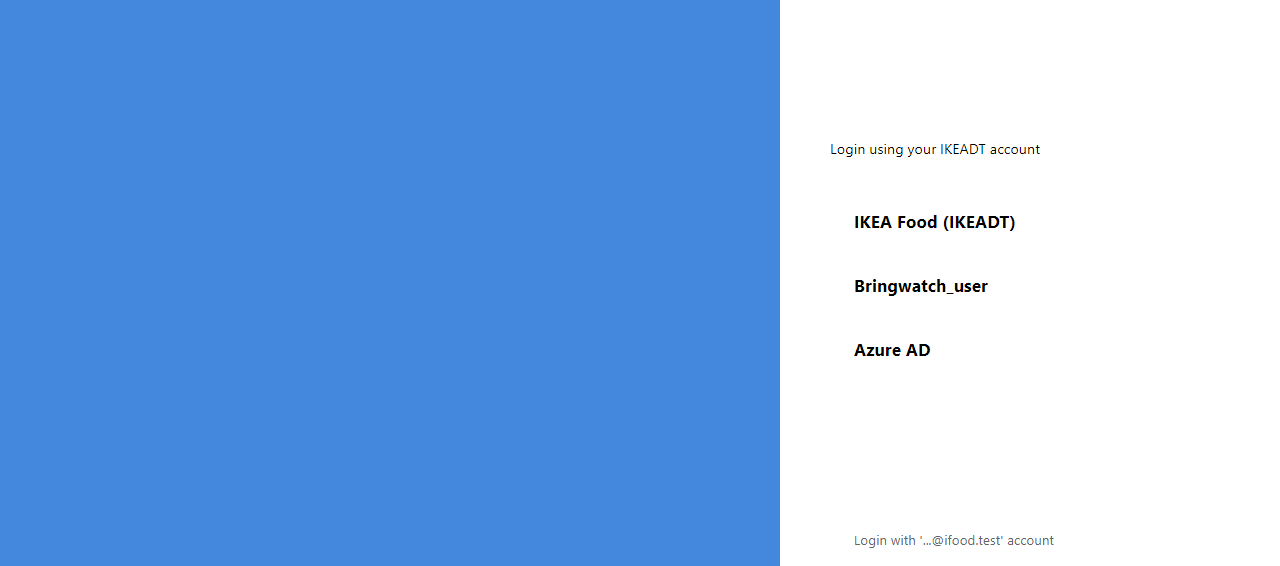 Login using your IKEADT account
IKEA Food (IKEADT)
Bringwatch_user
Azure AD
Login with '...@ifood.test' account